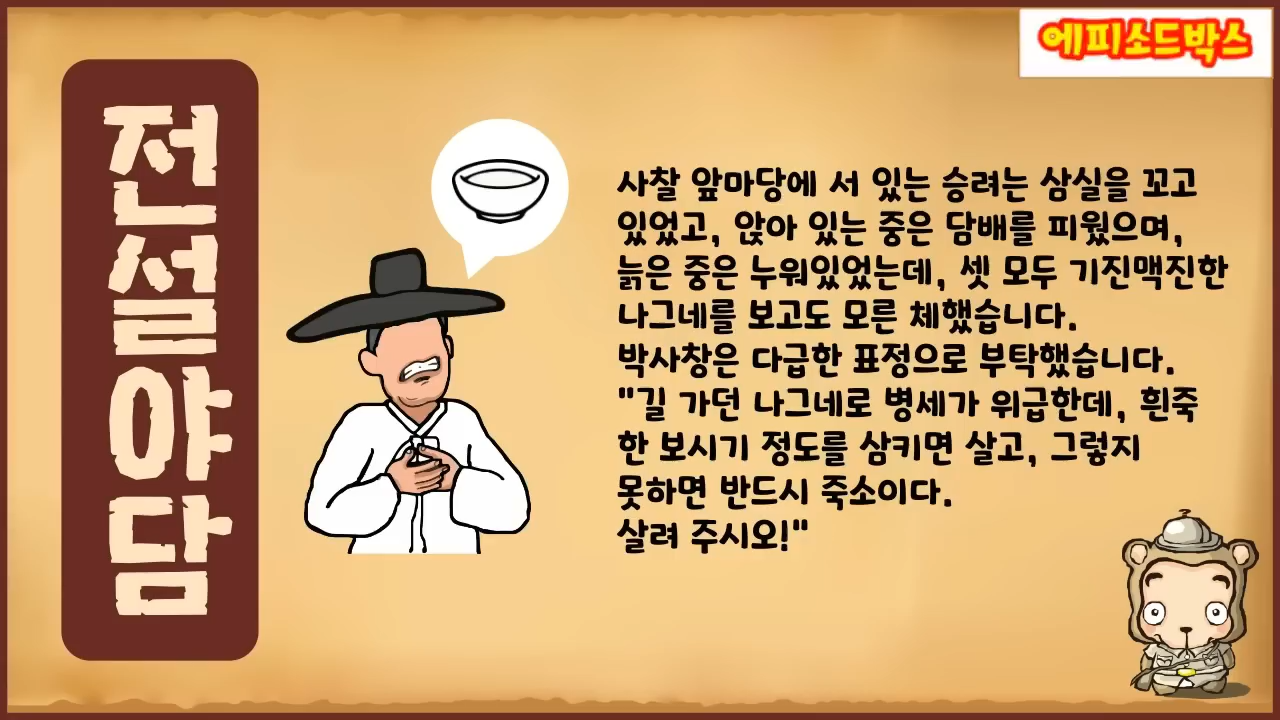 에피소드박스
전설야담
사찰 앞마당에 서 있는 승려는 삼실을 꼬고
있었고, 앉아 있는 중은 담배를 피웠으며,
늙은 중은 누워있었는데, 셋 모두 기진맥진한
나그네를 보고도 모른 체했습니다.
박사창은 다급한 표정으로 부탁했습니다.
"길 가던 나그네로 병세가 위급한데, 흰죽
한 보시기 정도를 삼키면 살고, 그렇지
못하면 반드시 죽소이다.
살려 주시오!"